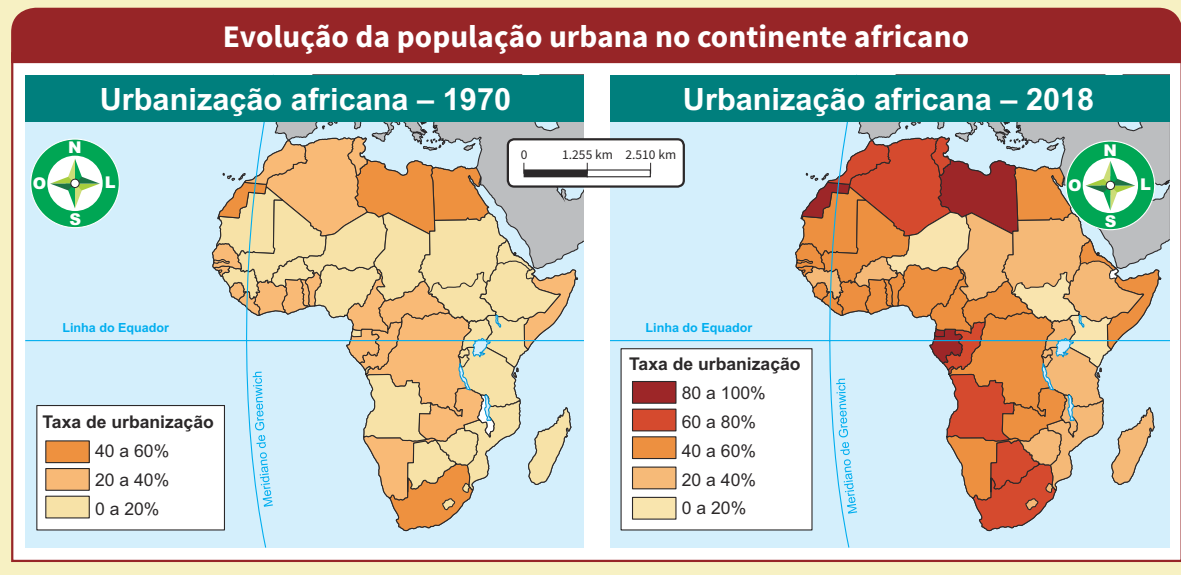 Evolução da população urbana no continente africano
Urbanização africana – 1970
N
O
L
S
Linha do Equador
Meridiano de Greenwich
Taxa de urbanização
40 a 60%
20 a 40%
0 a 20%
0 1.255 km 2.510 km
Urbanização africana – 2018
N
O
L
S
Linha do Equador
Meridiano de Greenwich
Taxa de urbanização
80 a 100%
60 a 80%
40 a 60%
20 a 40%
0 a 20%